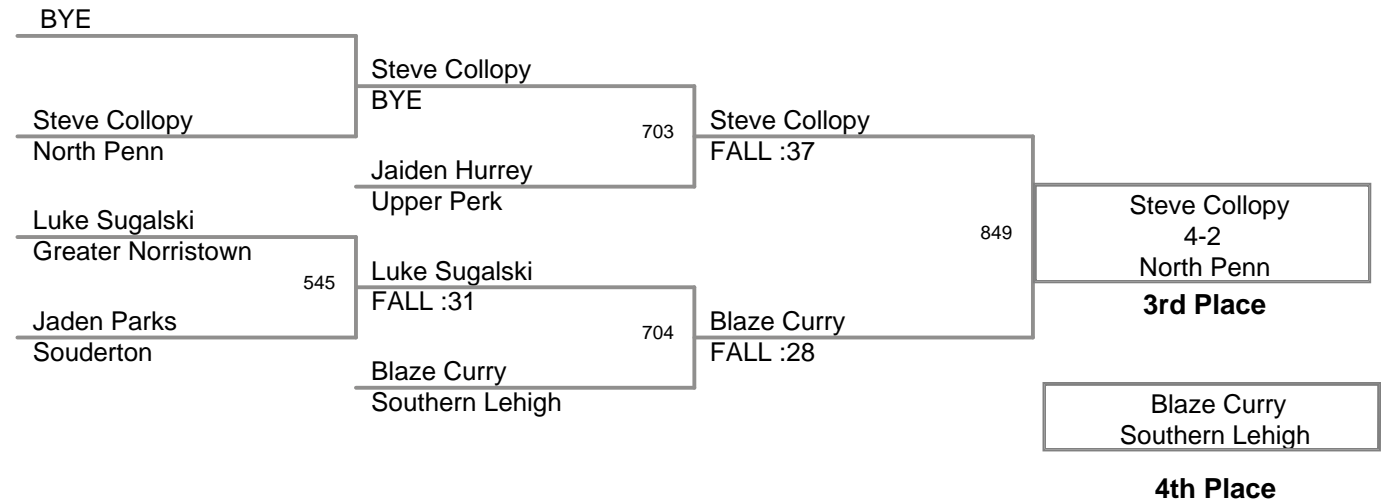 BYE
Steve Collopy
North Penn
Luke Sugalski
Greater Norristown
545
Jaden Parks
Souderton
Steve Collopy
BYE
703
Jaiden Hurrey
Upper Perk
Luke Sugalski
FALL :31
704
Blaze Curry
Southern Lehigh
Steve Collopy
FALL :37
849
Blaze Curry
FALL :28
Steve Collopy
4-2
North Penn
3rd Place
Blaze Curry
Southern Lehigh
4th Place